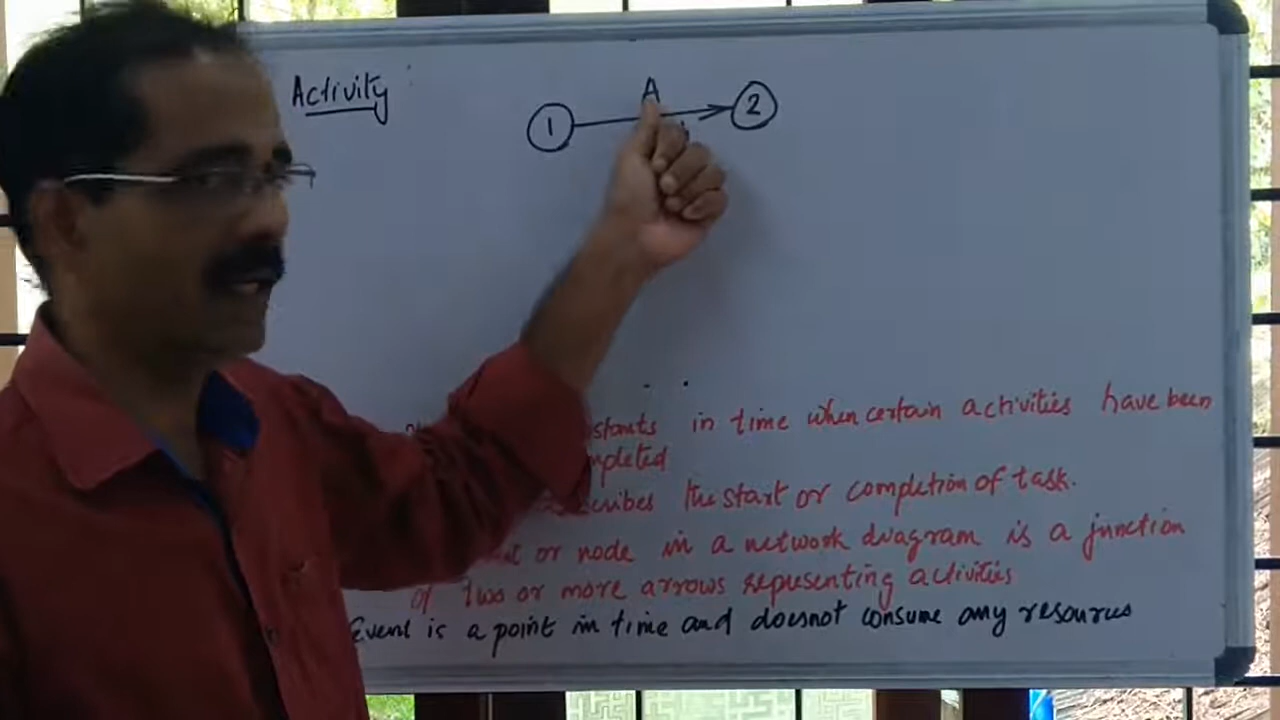 Activity
A
1 2
in time when certain activities have been
the start or completion of task.
or node in a network diagram is a junction
of two or more arrows representing activities
Event is a point in time and doesnot consume any resources